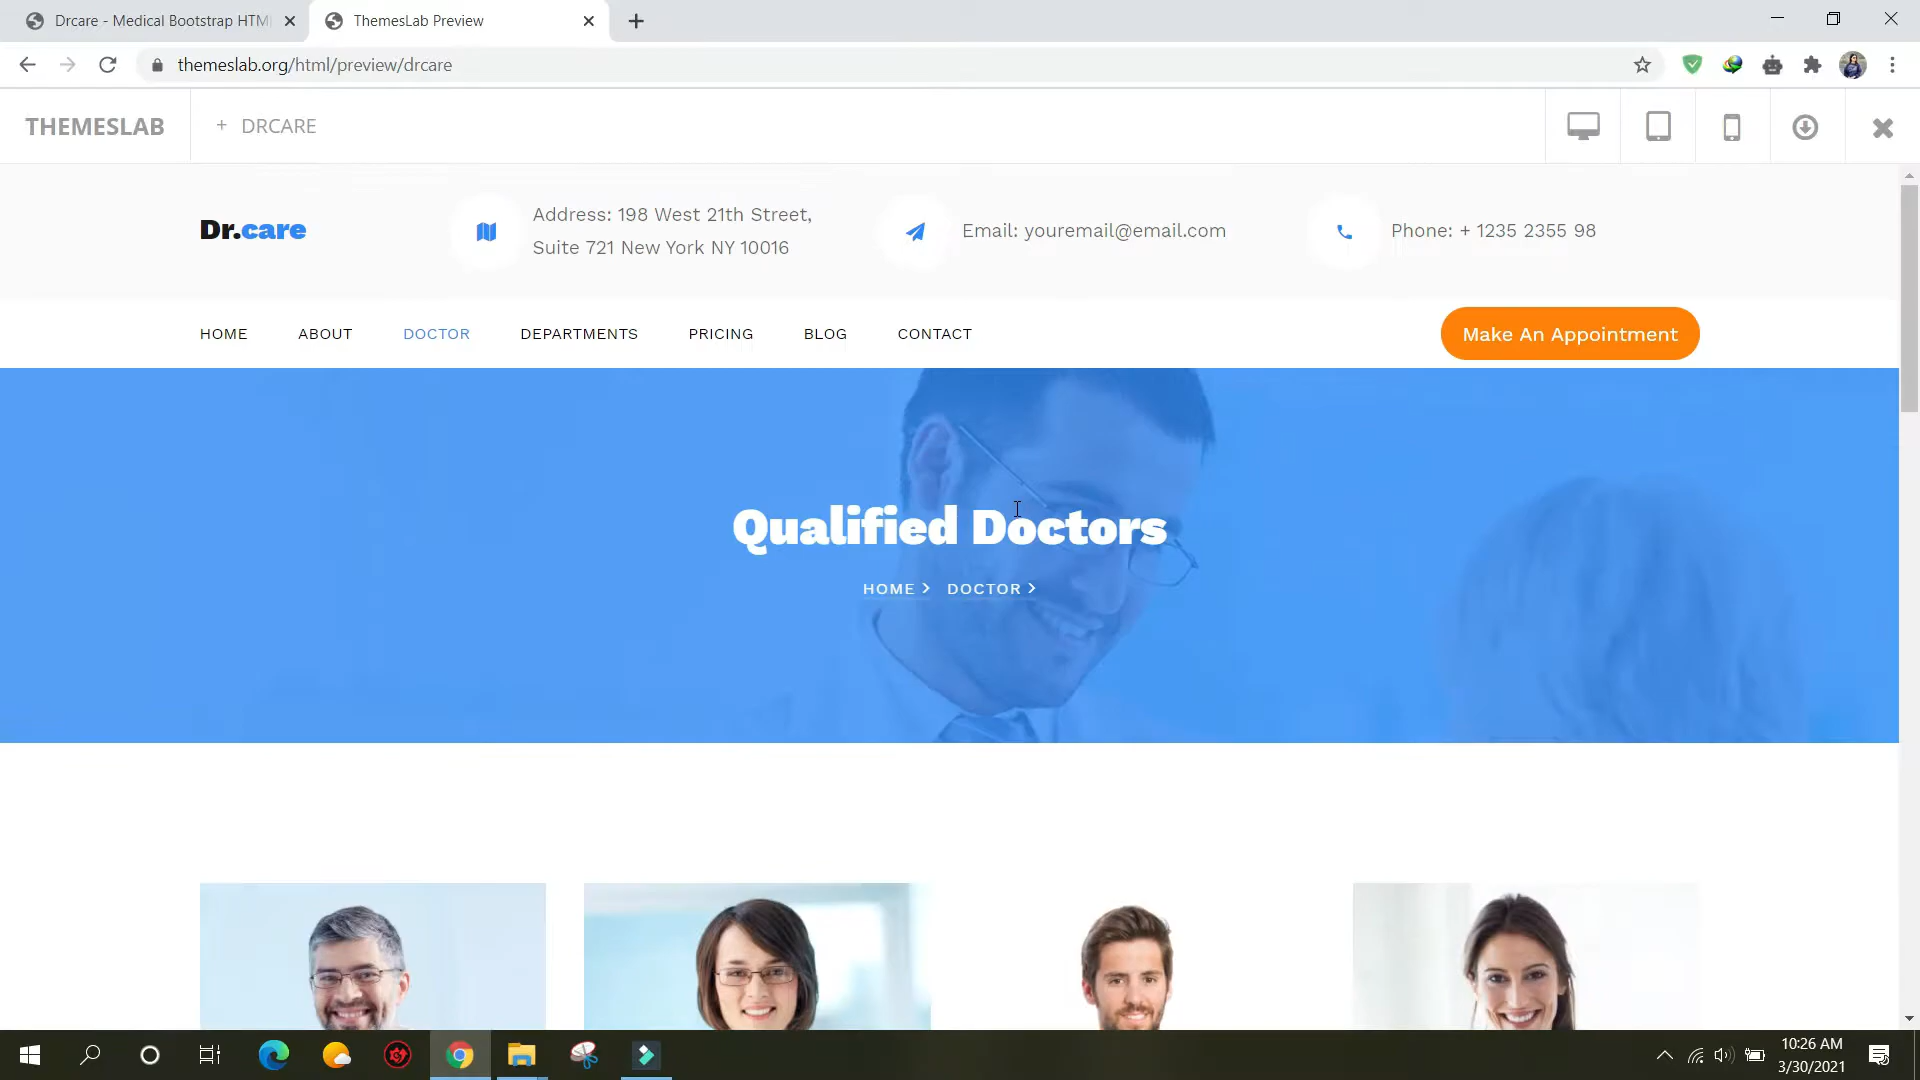 Drcare - Medical Bootstrap HTM
ThemesLab Preview
themeslab.org/html/preview/drcare
THEMESLAB
+ DRCARE
Dr.care
Address: 198 West 21th Street,
Suite 721 New York NY 10016
Email: youremail@email.com
Phone: + 1235 2355 98
HOME
ABOUT
DOCTOR
DEPARTMENTS
PRICING
BLOG
CONTACT
Make An Appointment
Qualified Doctors
HOME >
DOCTOR >
10:26 AM
3/30/2021